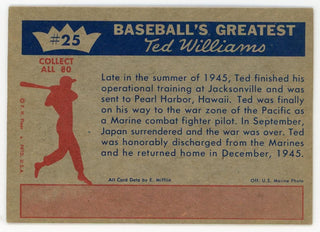 #25
BASEBALL'S GREATEST
Ted Williams
COLLECT
ALL 80
Late in the summer of 1945, Ted finished his
operational training at Jacksonville and was
sent to Pearl Harbor, Hawaii. Ted was finally
on his way to the war zone of the Pacific as
a Marine combat fighter pilot. In September,
Japan surrendered and the war was over. Ted
was honorably discharged from the Marines
and he returned home in December, 1945.
All Card Data by E. Mifflin
Off. U.S. Marine Photo